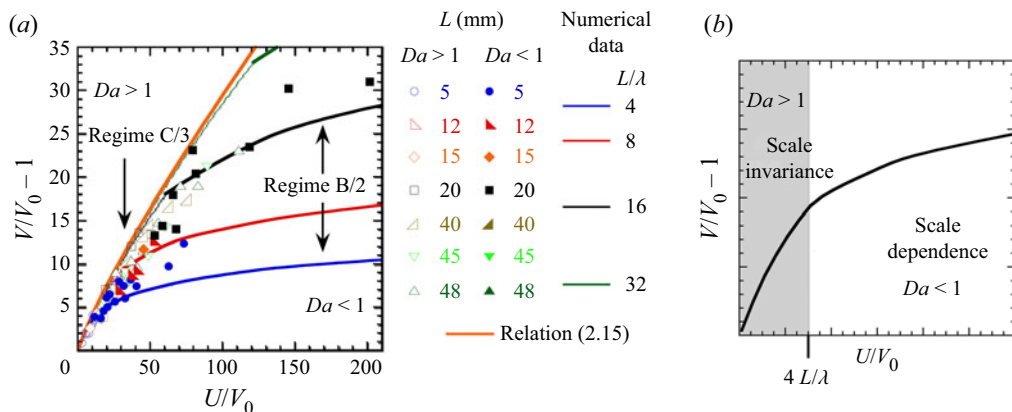 (a)
35
30
25
20
15
10
5
0
50
100
150
200
V/V0 − 1
U/V0
Da > 1
Regime C/3
Regime B/2
Da < 1
L (mm)
Da > 1 Da < 1
5 5
12 12
15 15
20 20
40 40
45 45
48 48
Numerical
data
L/λ
4
8
16
32
Relation (2.15)
(b)
V/V0 − 1
Da > 1
Scale
invariance
Scale
dependence
Da < 1
U/V0
4 L/λ